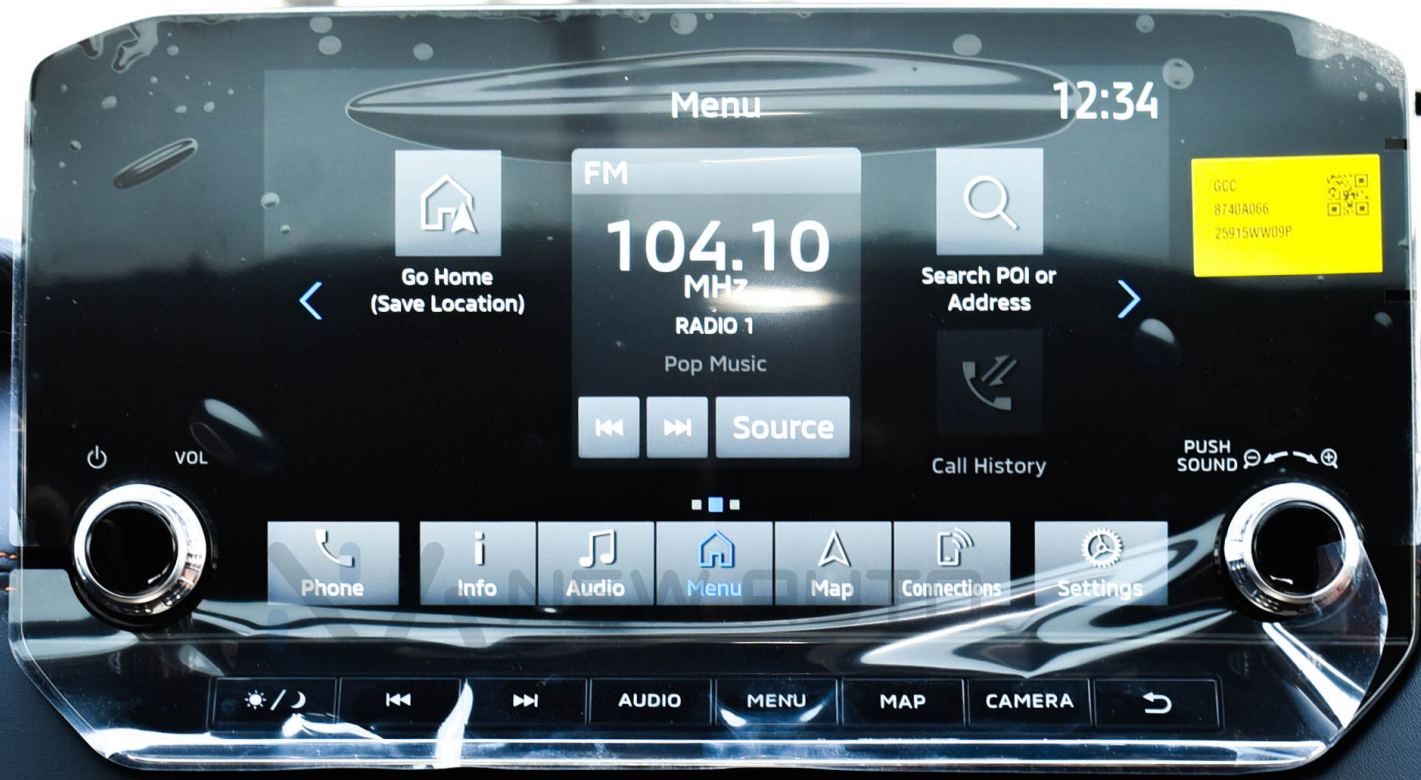 Menu
12:34
Go Home
(Save Location)
FM
104.10
MHz
RADIO 1
Pop Music
Source
Search POI or
Address
Call History
GCC
8740A066
25915WW09P
VOL
PUSH
SOUND
Phone
Info
Audio
Menu
Map
Connections
Settings
NEW AUTO
AUDIO
MENU
MAP
CAMERA